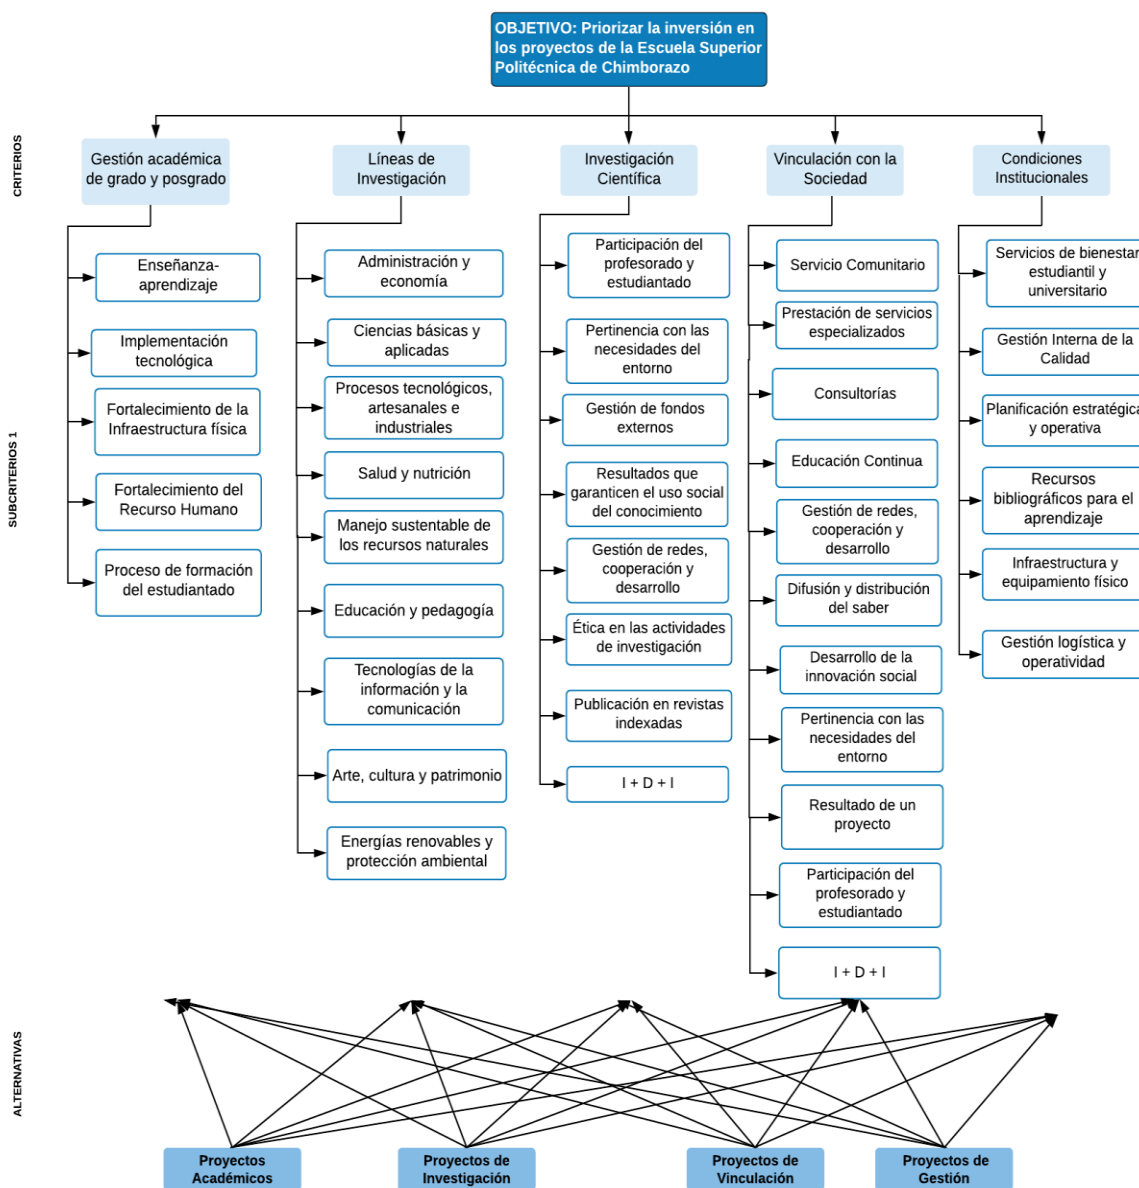 OBJETIVO: Priorizar la inversión en
los proyectos de la Escuela Superior
Politécnica de Chimborazo
CRITERIOS
Gestión académica
de grado y posgrado
Líneas de
Investigación
Investigación
Científica
Vinculación con la
Sociedad
Condiciones
Institucionales
SUBCRITERIOS 1
Enseñanza-
aprendizaje
Implementación
tecnológica
Fortalecimiento de la
Infraestructura física
Fortalecimiento del
Recurso Humano
Proceso de formación
del estudiantado
Administración y
economía
Ciencias básicas y
aplicadas
Procesos tecnológicos,
artesanales e
industriales
Salud y nutrición
Manejo sustentable de
los recursos naturales
Educación y pedagogía
Tecnologías de la
información y la
comunicación
Arte, cultura y patrimonio
Energías renovables y
protección ambiental
Participación del
profesorado y
estudiantado
Pertinencia con las
necesidades del
entorno
Gestión de fondos
externos
Resultados que
garanticen el uso social
del conocimiento
Gestión de redes,
cooperación y
desarrollo
Ética en las actividades
de investigación
Publicación en revistas
indexadas
I + D + I
Servicio Comunitario
Prestación de servicios
especializados
Consultorías
Educación Continua
Gestión de redes,
cooperación y
desarrollo
Difusión y distribución
del saber
Desarrollo de la
innovación social
Pertinencia con las
necesidades del
entorno
Resultado de un
proyecto
Participación del
profesorado y
estudiantado
I + D + I
Servicios de bienestar
estudiantil y
universitario
Gestión Interna de la
Calidad
Planificación estratégica
y operativa
Recursos
bibliográficos para el
aprendizaje
Infraestructura y
equipamiento físico
Gestión logística y
operatividad
ALTERNATIVAS
Proyectos
Académicos
Proyectos de
Investigación
Proyectos de
Vinculación
Proyectos de
Gestión